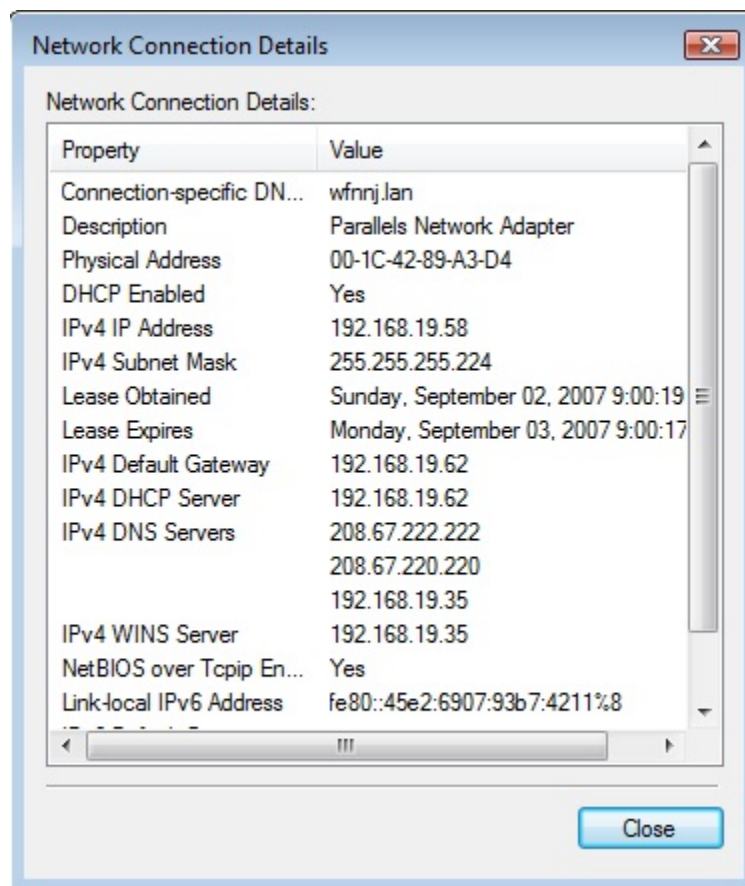 Network Connection Details
Network Connection Details:
Property Value
Connection-specific DN... wfnnj.lan
Description Parallels Network Adapter
Physical Address 00-1C-42-89-A3-D4
DHCP Enabled Yes
IPv4 IP Address 192.168.19.58
IPv4 Subnet Mask 255.255.255.224
Lease Obtained Sunday, September 02, 2007 9:00:19
Lease Expires Monday, September 03, 2007 9:00:17
IPv4 Default Gateway 192.168.19.62
IPv4 DHCP Server 192.168.19.62
IPv4 DNS Servers 208.67.222.222
208.67.220.220
192.168.19.35
IPv4 WINS Server 192.168.19.35
NetBIOS over Tcpip En... Yes
Link-local IPv6 Address fe80::45e2:6907:93b7:4211%8
Close